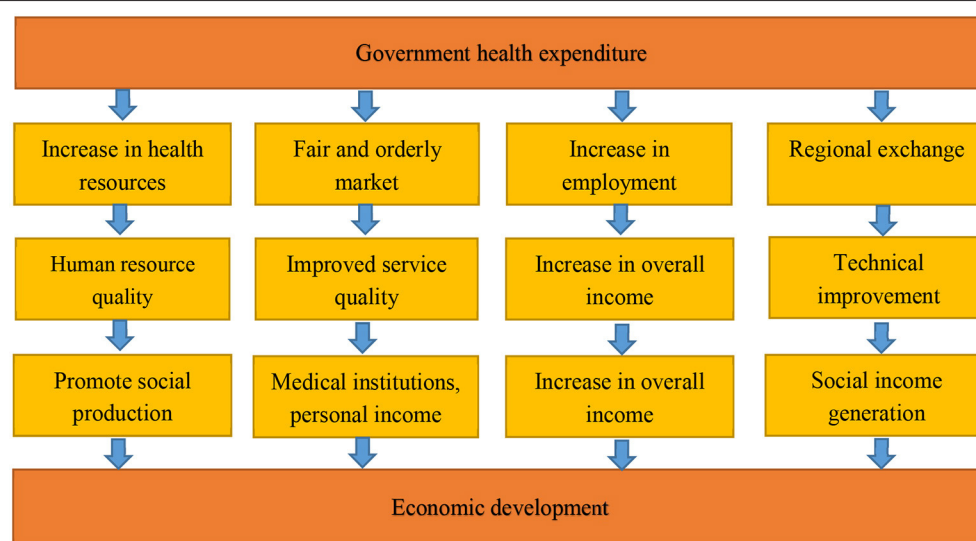 Government health expenditure
Increase in health
resources
Fair and orderly
market
Increase in
employment
Regional exchange
Human resource
quality
Improved service
quality
Increase in overall
income
Technical
improvement
Promote social
production
Medical institutions,
personal income
Increase in overall
income
Social income
generation
Economic development